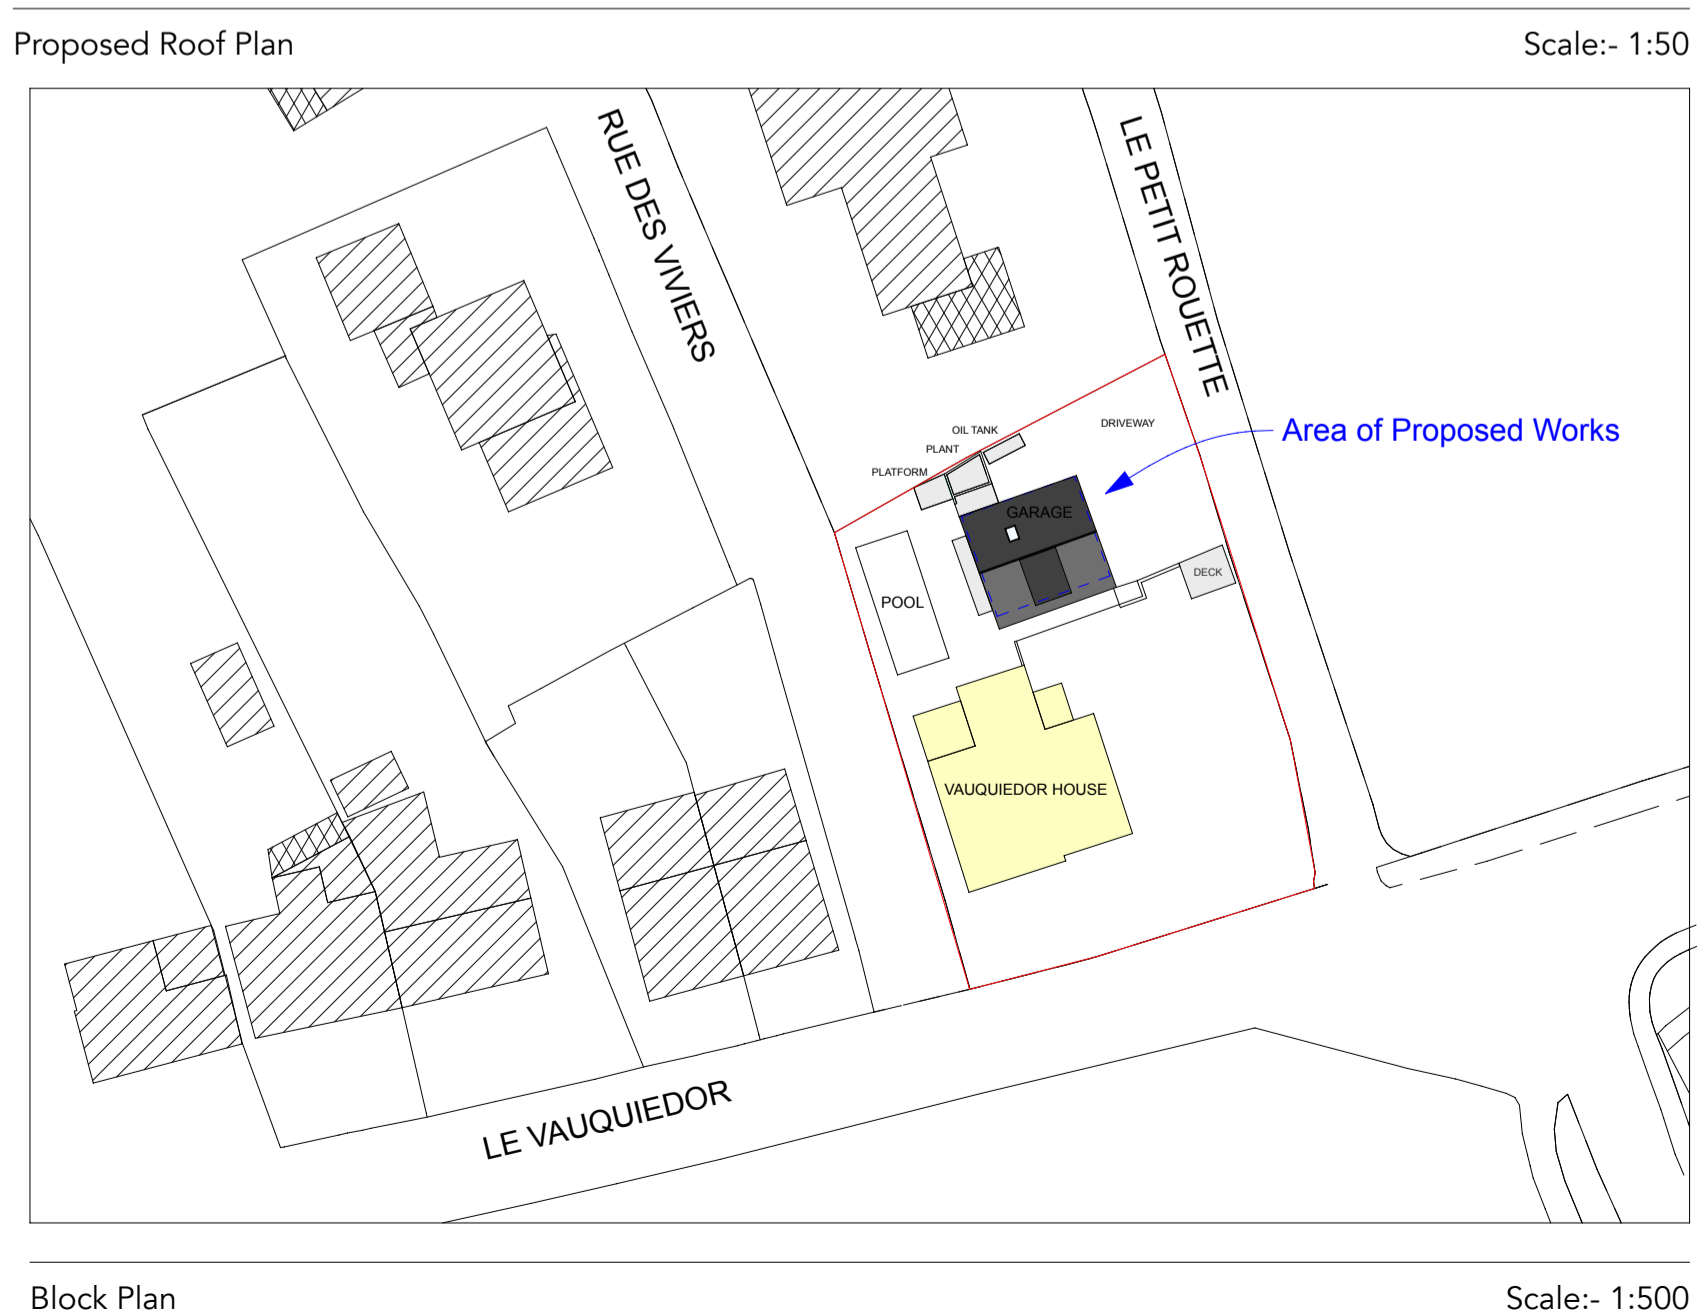 Proposed Roof Plan
Scale:- 1:50
RUE DES VIVIERS
LE PETIT ROUETTE
DRIVEWAY
OIL TANK
Area of Proposed Works
PLANT
PLATFORM
GARAGE
DECK
POOL
VAUQUIEDOR HOUSE
LE VAUQUIEDOR
Block Plan
Scale:- 1:500